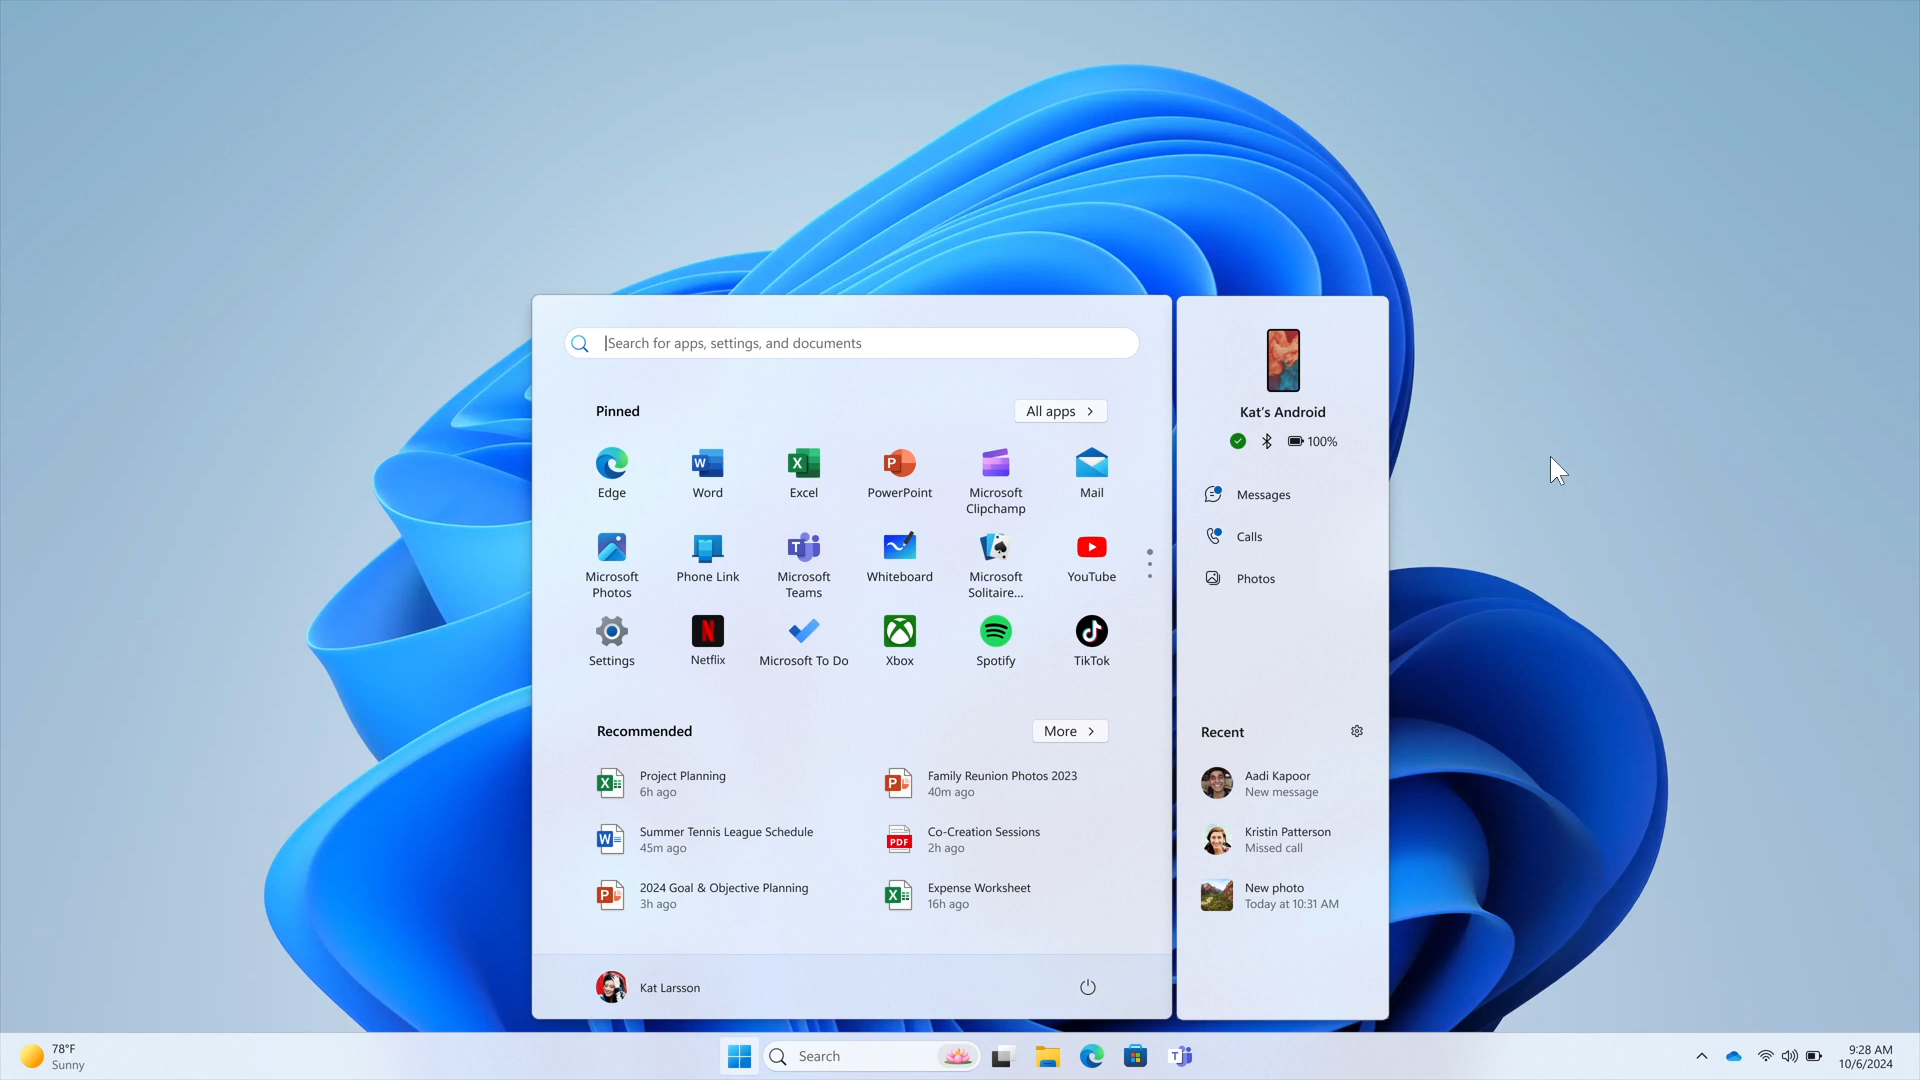 Search for apps, settings, and documents
Pinned
All apps
Edge
Word
Excel
PowerPoint
Microsoft
Clipchamp
Mail
Microsoft
Photos
Phone Link
Microsoft
Teams
Whiteboard
Microsoft
Solitaire...
YouTube
Settings
Netflix
Microsoft To Do
Xbox
Spotify
TikTok
Recommended
More
Project Planning
6h ago
Family Reunion Photos 2023
40m ago
Summer Tennis League Schedule
45m ago
PDF
Co-Creation Sessions
2h ago
2024 Goal & Objective Planning
3h ago
Expense Worksheet
16h ago
Kat Larsson
Kat's Android
100%
Messages
Calls
Photos
Recent
Aadi Kapoor
New message
Kristin Patterson
Missed call
New photo
Today at 10:31 AM
78°F
Sunny
Search
9:28 AM
10/6/2024